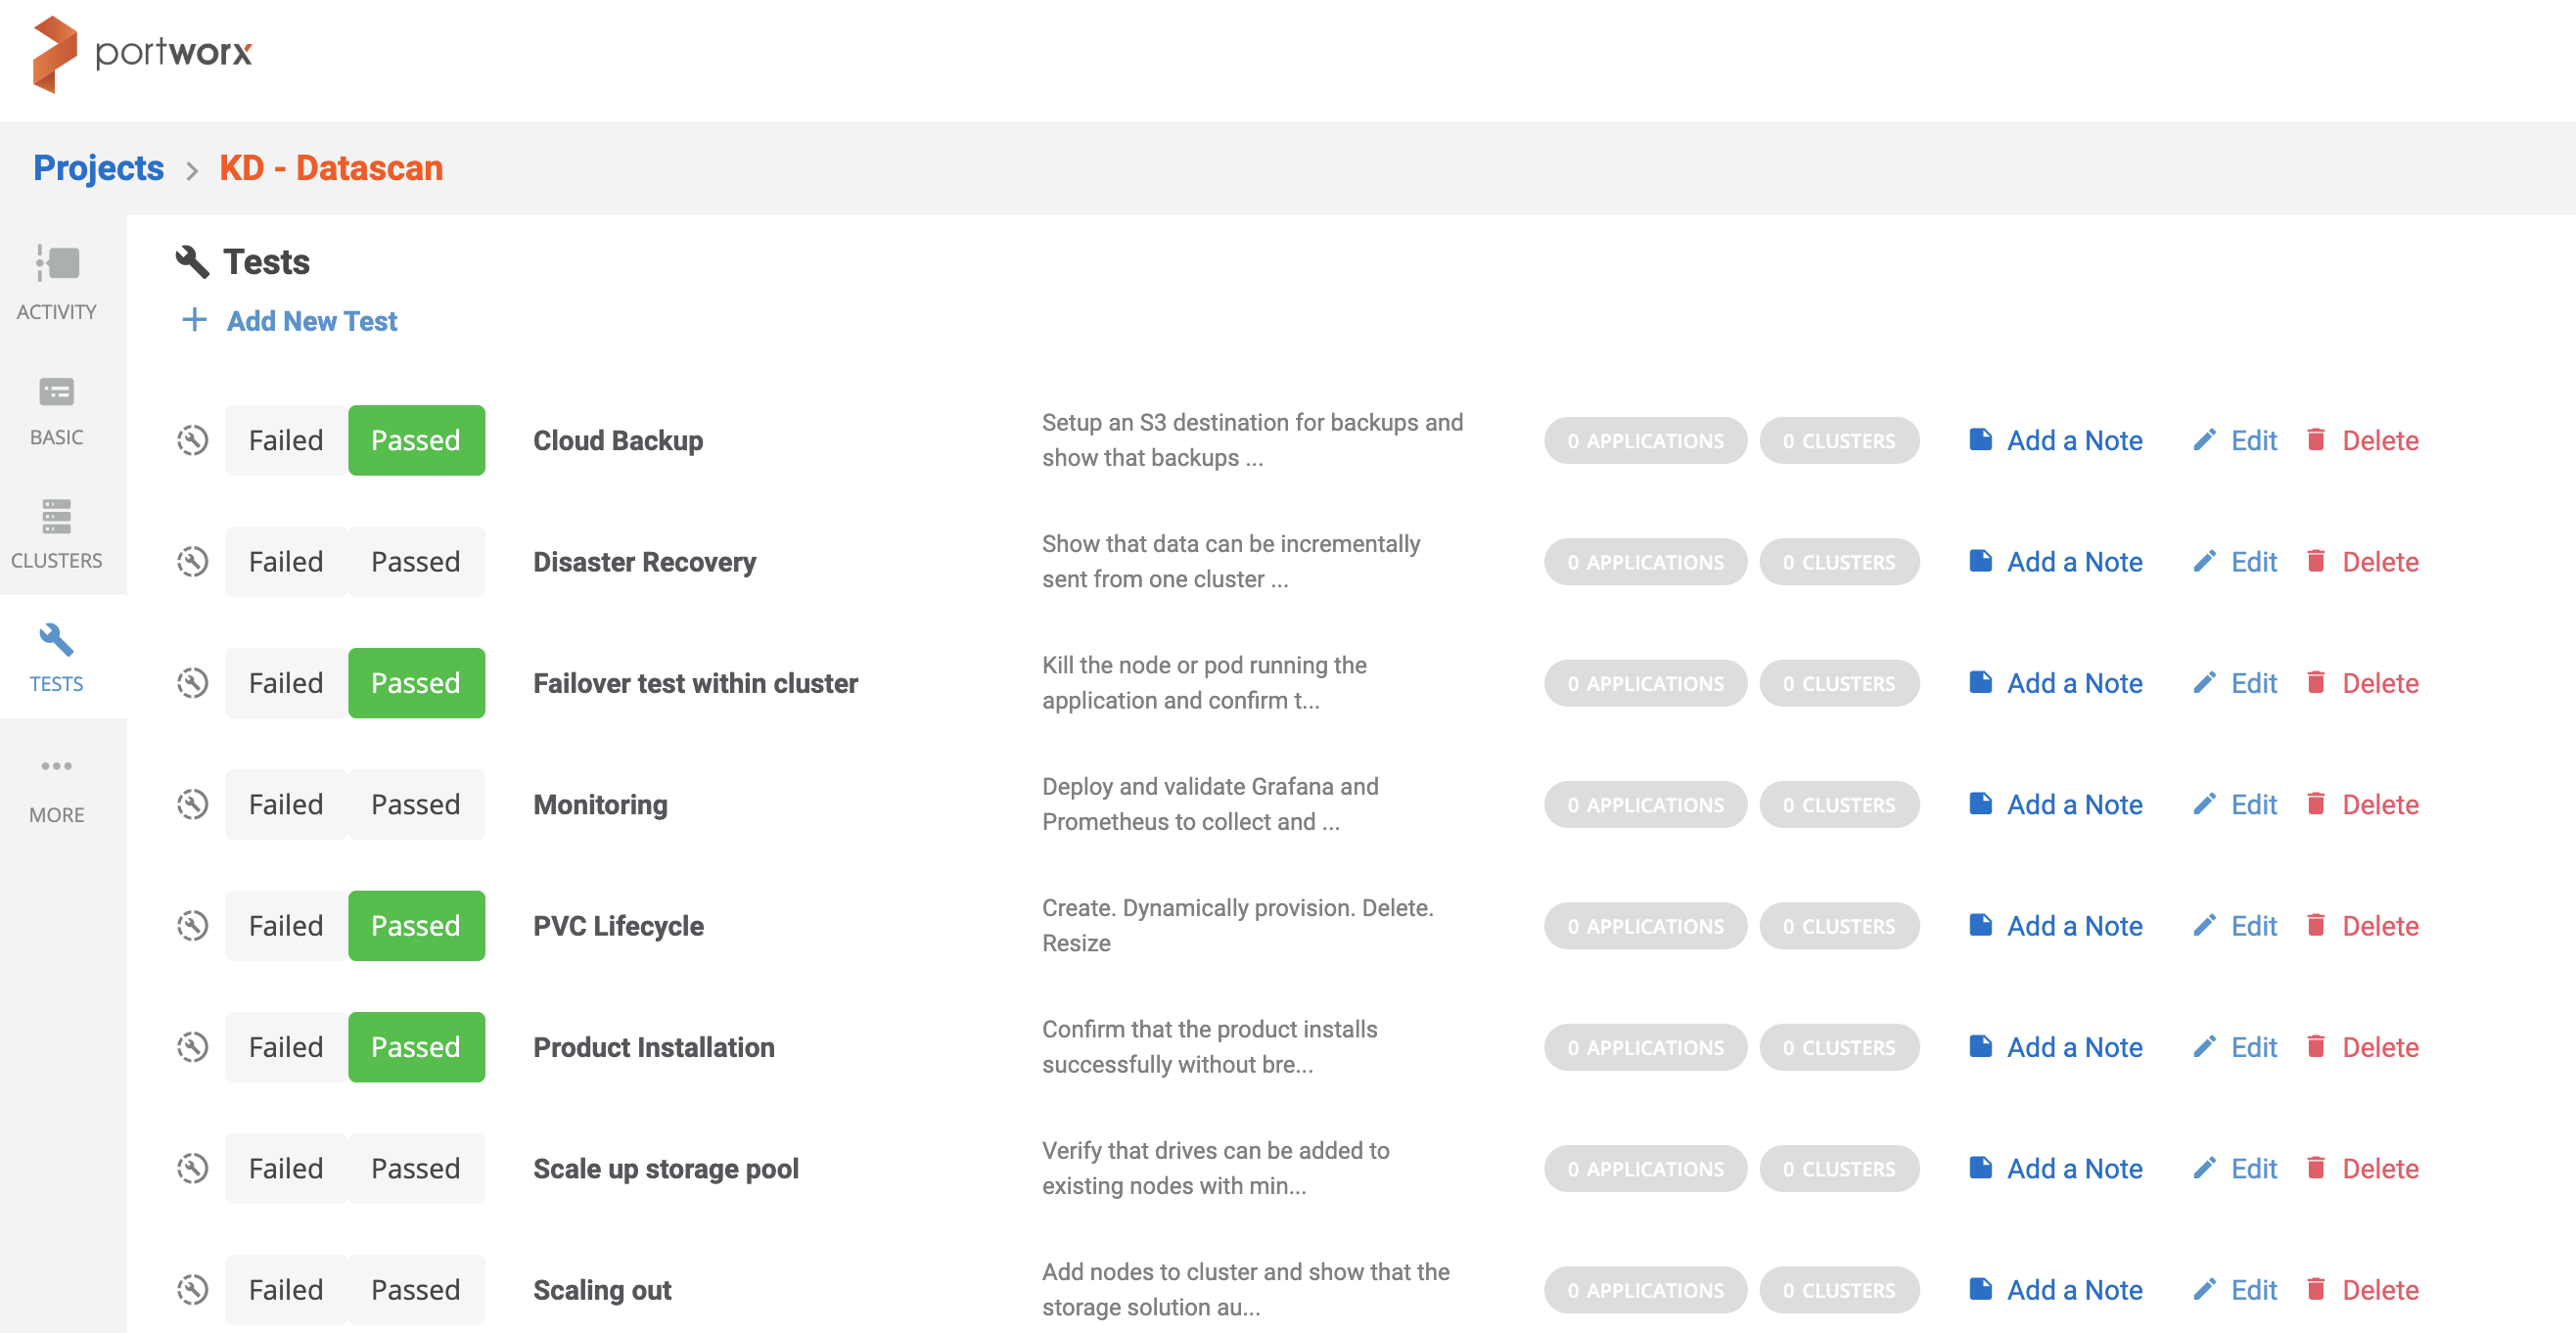 portworx
Projects > KD - Datascan
ACTIVITY
BASIC
CLUSTERS
TESTS
MORE
Tests
+ Add New Test
Failed Passed Cloud Backup Setup an S3 destination for backups and 0 APPLICATIONS 0 CLUSTERS Add a Note Edit Delete
show that backups ...
Failed Passed Disaster Recovery Show that data can be incrementally 0 APPLICATIONS 0 CLUSTERS Add a Note Edit Delete
sent from one cluster ...
Failed Passed Failover test within cluster Kill the node or pod running the 0 APPLICATIONS 0 CLUSTERS Add a Note Edit Delete
application and confirm t...
Failed Passed Monitoring Deploy and validate Grafana and 0 APPLICATIONS 0 CLUSTERS Add a Note Edit Delete
Prometheus to collect and ...
Failed Passed PVC Lifecycle Create. Dynamically provision. Delete. 0 APPLICATIONS 0 CLUSTERS Add a Note Edit Delete
Resize
Failed Passed Product Installation Confirm that the product installs 0 APPLICATIONS 0 CLUSTERS Add a Note Edit Delete
successfully without bre...
Failed Passed Scale up storage pool Verify that drives can be added to 0 APPLICATIONS 0 CLUSTERS Add a Note Edit Delete
existing nodes with min...
Failed Passed Scaling out Add nodes to cluster and show that the 0 APPLICATIONS 0 CLUSTERS Add a Note Edit Delete
storage solution au...